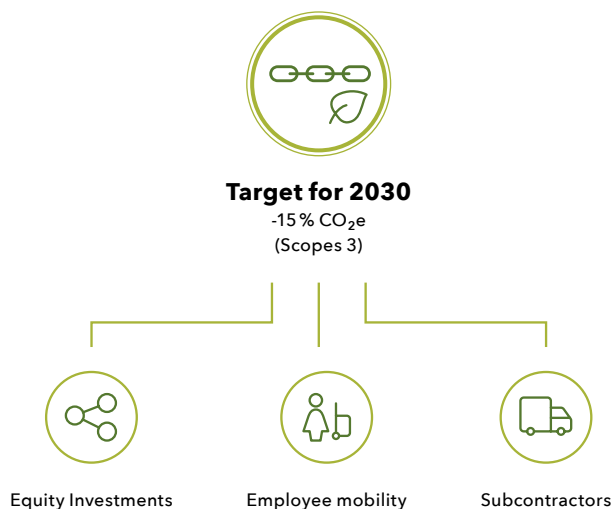 Target for 2030
-15 % CO₂e
(Scopes 3)
Equity Investments
Employee mobility
Subcontractors